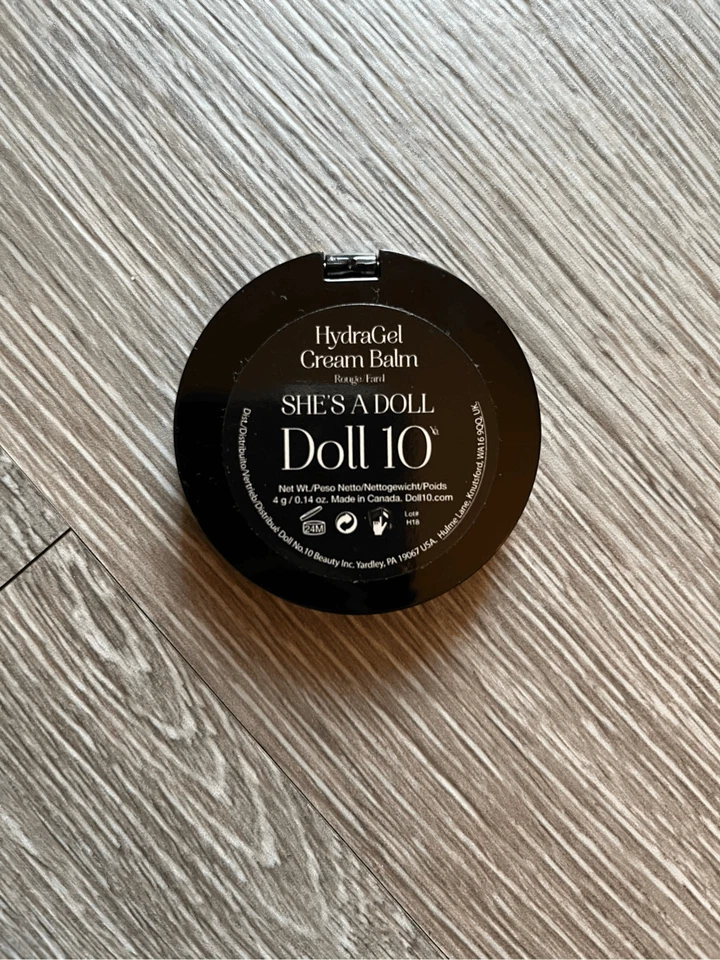 HydraGel
Cream Balm
Rouge/Fard
SHE'S A DOLL
Doll 10
Net Wt./Peso Netto/Nettogewicht/Poids
4 g / 0.14 oz. Made in Canada. Doll10.com
24M
Lot#
H18
Dist./Distribuito/Vertrieb/Distribué Doll No.10 Beauty Inc. Yardley, PA 19067 USA. Hulme Lane, Knutsford, WA16 9QQ, UK.